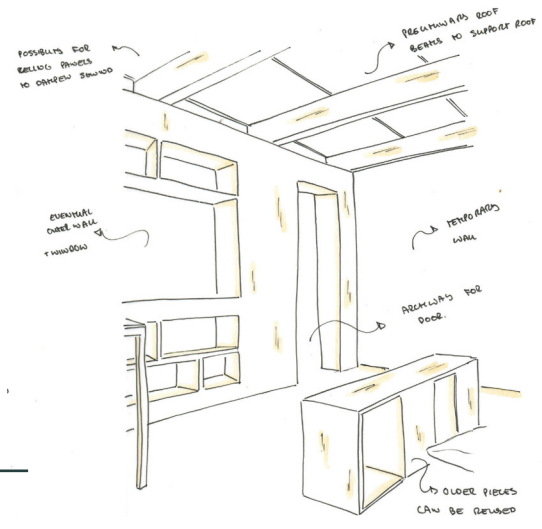 POSSIBILITY FOR
CEILING PANELS
TO DAMPEN SOUND
ROOF
BEAMS TO SUPPORT ROOF
EVENTUAL
OUTER WALL
+ WINDOW
TEMPORARY
WALL
ARCHWAY FOR
DOOR.
OLDER PIECES
CAN BE REUSED